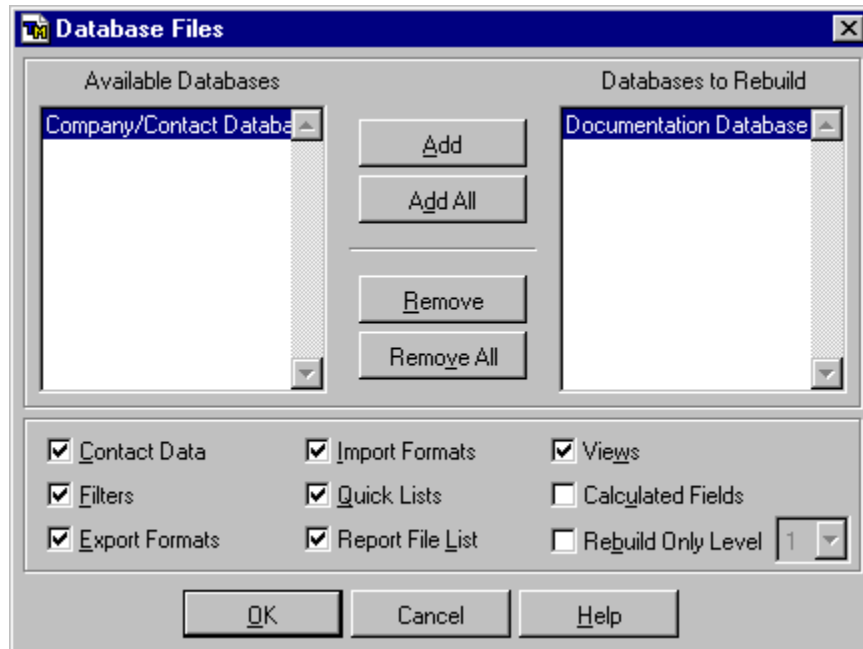 Database Files
Available Databases
Databases to Rebuild
Company/Contact Databa
Documentation Database
Add
Add All
Remove
Remove All
Contact Data
Import Formats
Views
Filters
Quick Lists
Calculated Fields
Export Formats
Report File List
Rebuild Only Level 1
OK
Cancel
Help